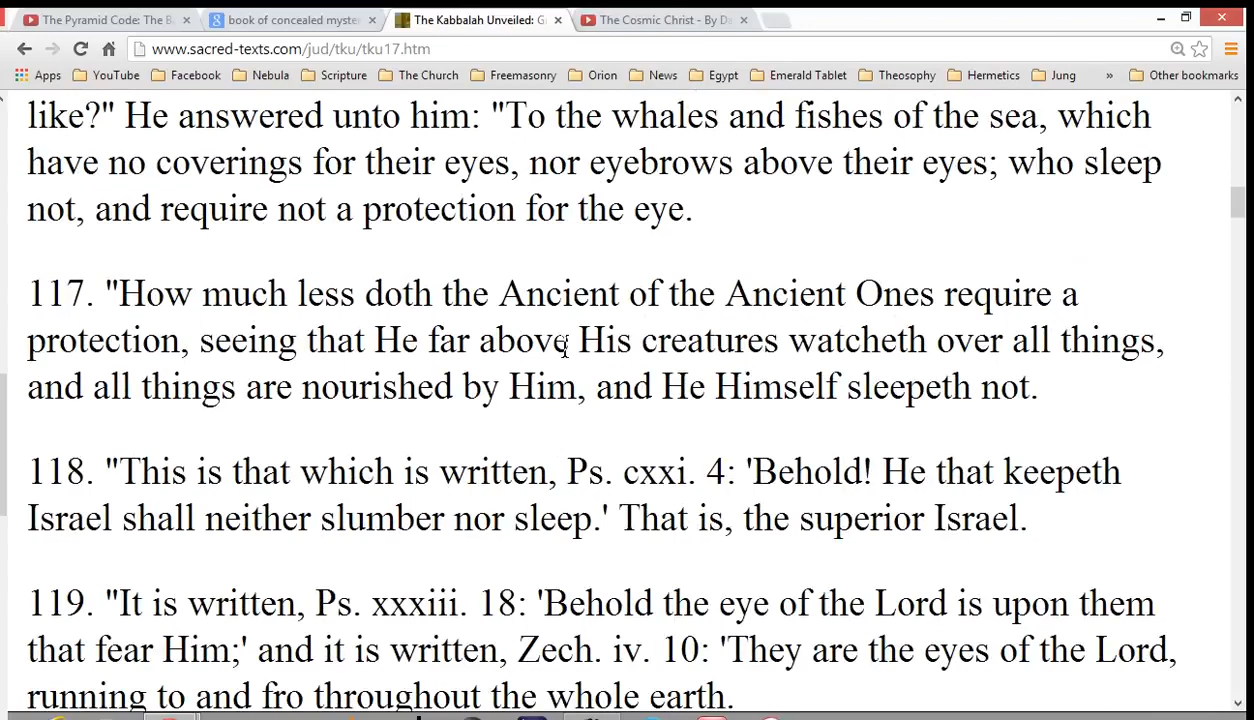 The Pyramid Code: The B
book of concealed myste
The Kabbalah Unveiled: G
The Cosmic Christ - By Da
www.sacred-texts.com/jud/tku/tku17.htm
Apps YouTube Facebook Nebula Scripture The Church Freemasonry Orion News Egypt Emerald Tablet Theosophy Hermetics Jung » Other bookmarks
like?" He answered unto him: "To the whales and fishes of the sea, which
have no coverings for their eyes, nor eyebrows above their eyes; who sleep
not, and require not a protection for the eye.
117. "How much less doth the Ancient of the Ancient Ones require a
protection, seeing that He far above His creatures watcheth over all things,
and all things are nourished by Him, and He Himself sleepeth not.
118. "This is that which is written, Ps. cxxi. 4: 'Behold! He that keepeth
Israel shall neither slumber nor sleep.' That is, the superior Israel.
119. "It is written, Ps. xxxiii. 18: 'Behold the eye of the Lord is upon them
that fear Him;' and it is written, Zech. iv. 10: 'They are the eyes of the Lord,
running to and fro throughout the whole earth.